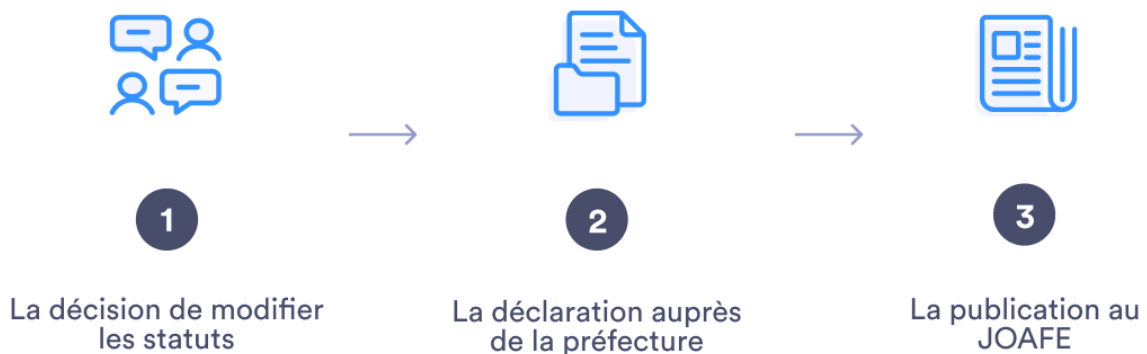 1
La décision de modifier
les statuts
2
La déclaration auprès
de la préfecture
3
La publication au
JOAFE